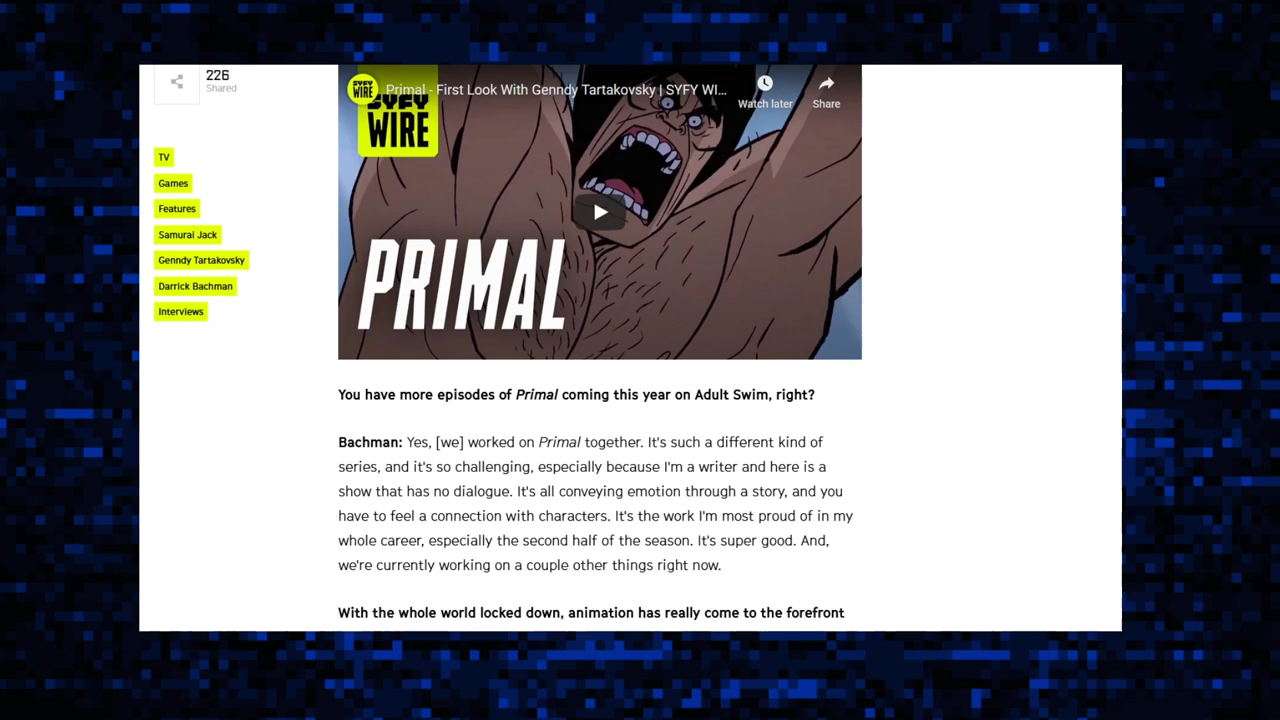 226
Shared
TV
Games
Features
Samurai Jack
Genndy Tartakovsky
Darrick Bachman
Interviews
SYFY WIRE
Primal - First Look With Genndy Tartakovsky | SYFY WI...
Watch later
Share
SYFY
WIRE
PRIMAL
You have more episodes of Primal coming this year on Adult Swim, right?
Bachman: Yes, [we] worked on Primal together. It's such a different kind of
series, and it's so challenging, especially because I'm a writer and here is a
show that has no dialogue. It's all conveying emotion through a story, and you
have to feel a connection with characters. It's the work I'm most proud of in my
whole career, especially the second half of the season. It's super good. And,
we're currently working on a couple other things right now.
With the whole world locked down, animation has really come to the forefront